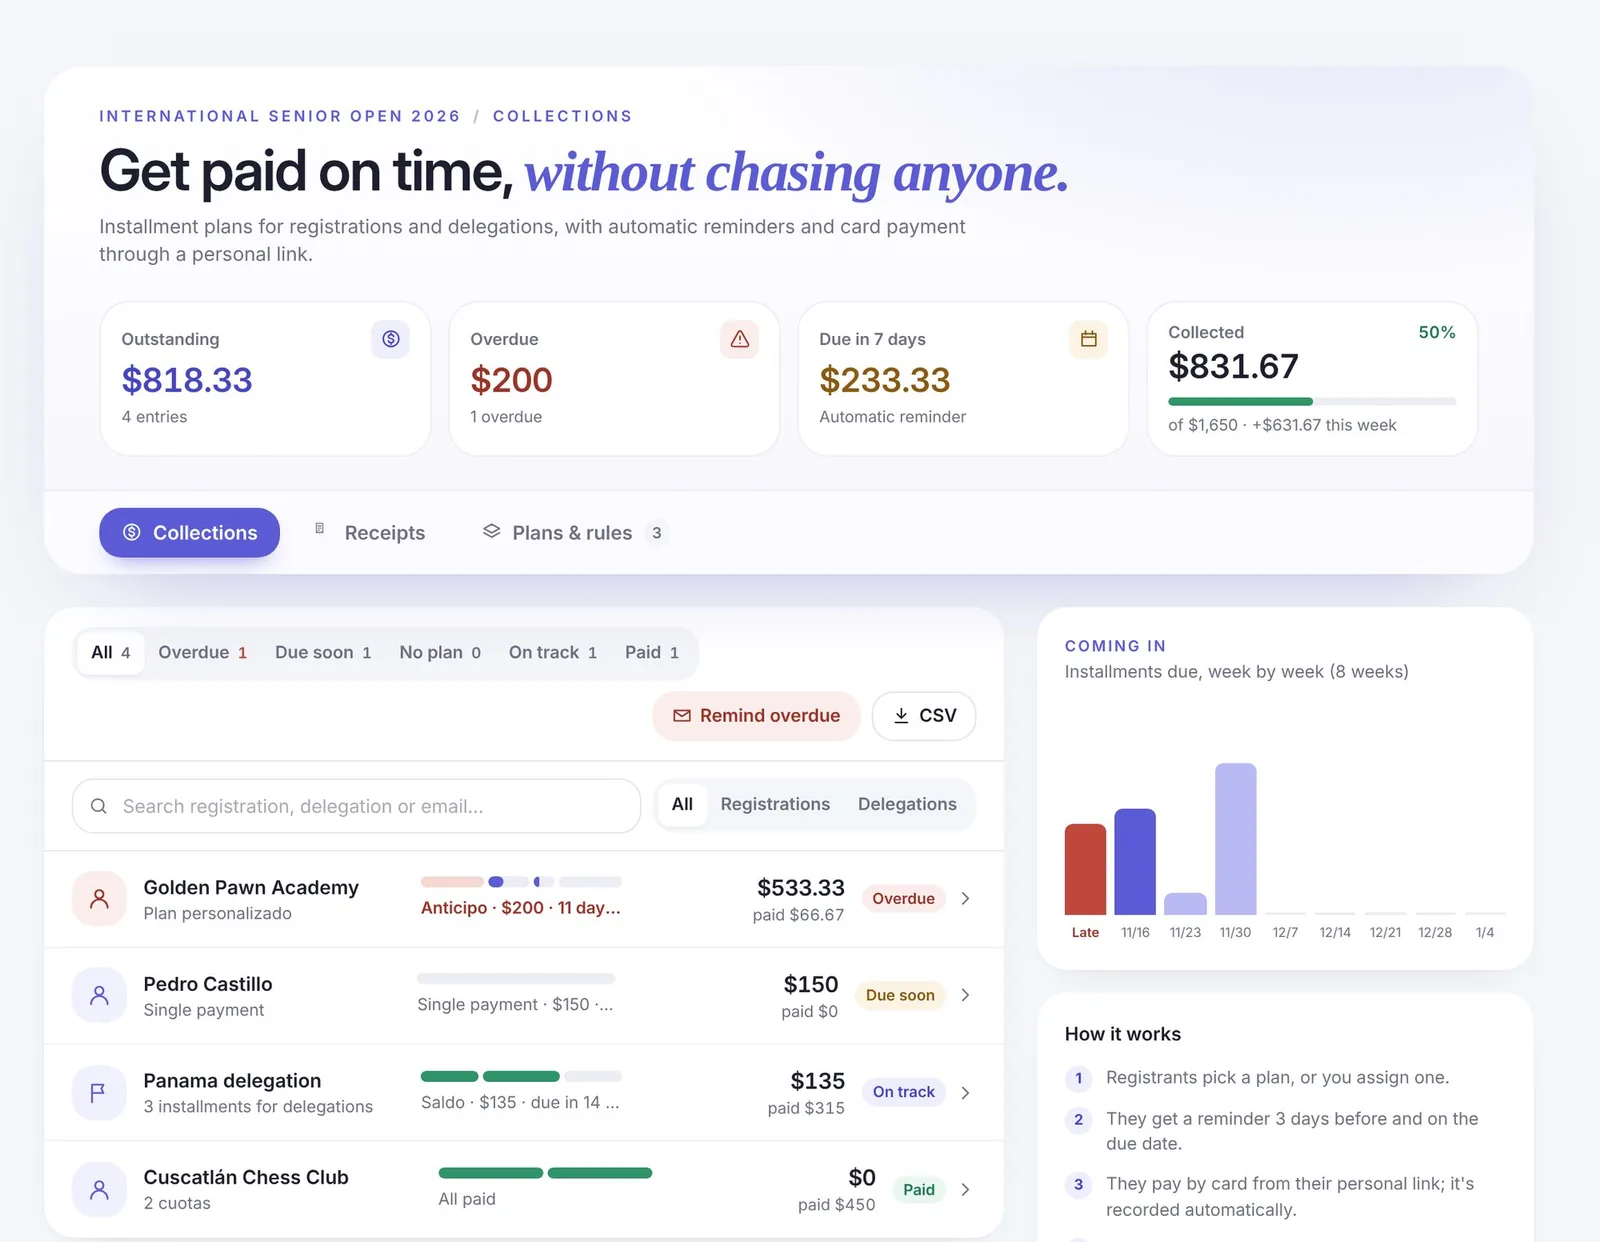 INTERNATIONAL SENIOR OPEN 2026 / COLLECTIONS
Get paid on time, without chasing anyone.
Installment plans for registrations and delegations, with automatic reminders and card payment
through a personal link.
Outstanding
$818.33
4 entries
Overdue
$200
1 overdue
Due in 7 days
$233.33
Automatic reminder
Collected 50%
$831.67
of $1,650 · +$631.67 this week
Collections Receipts Plans & rules 3
All 4 Overdue 1 Due soon 1 No plan 0 On track 1 Paid 1
Remind overdue CSV
Search registration, delegation or email...
All Registrations Delegations
Golden Pawn Academy
Plan personalizado
Anticipo · $200 · 11 day...
$533.33
paid $66.67
Overdue
Pedro Castillo
Single payment
Single payment · $150 ·...
$150
paid $0
Due soon
Panama delegation
3 installments for delegations
Saldo · $135 · due in 14 ...
$135
paid $315
On track
Cuscatlán Chess Club
2 cuotas
All paid
$0
paid $450
Paid
COMING IN
Installments due, week by week (8 weeks)
Late 11/16 11/23 11/30 12/7 12/14 12/21 12/28 1/4
How it works
1 Registrants pick a plan, or you assign one.
2 They get a reminder 3 days before and on the
due date.
3 They pay by card from their personal link; it's
recorded automatically.